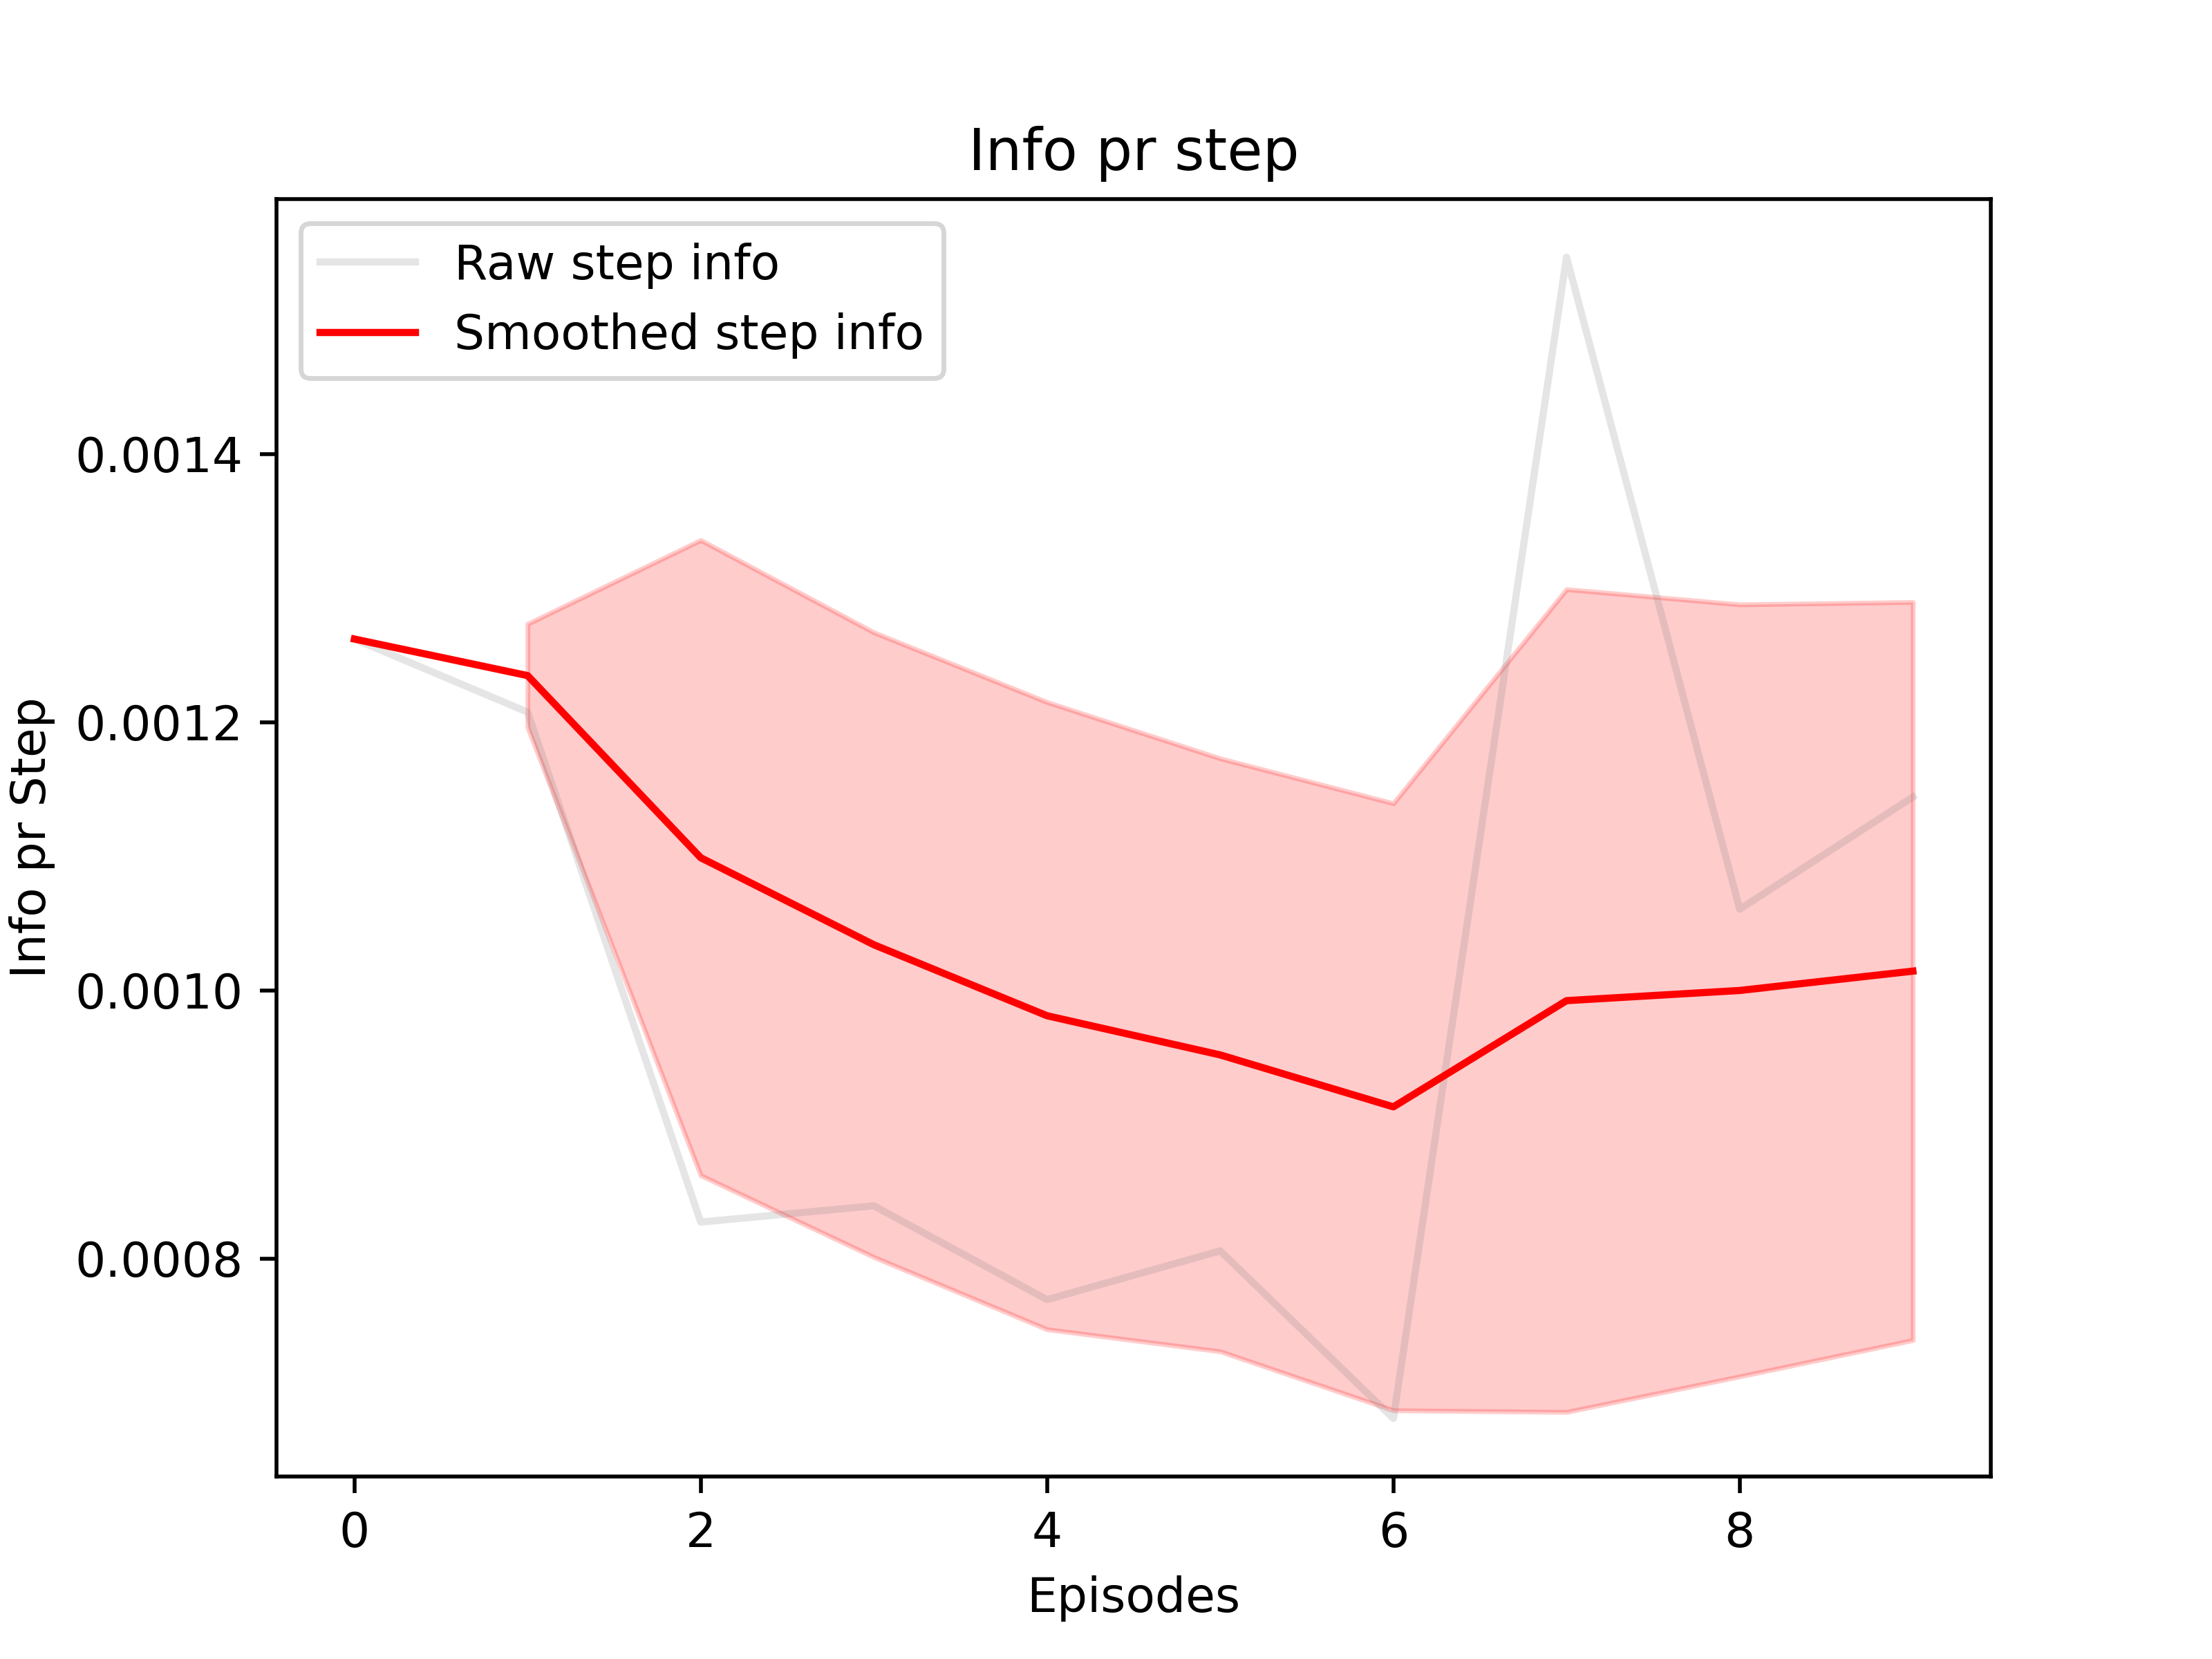 Info pr step
Raw step info
Smoothed step info
0.0014
0.0012
0.0010
0.0008
Info pr Step
0 2 4 6 8
Episodes